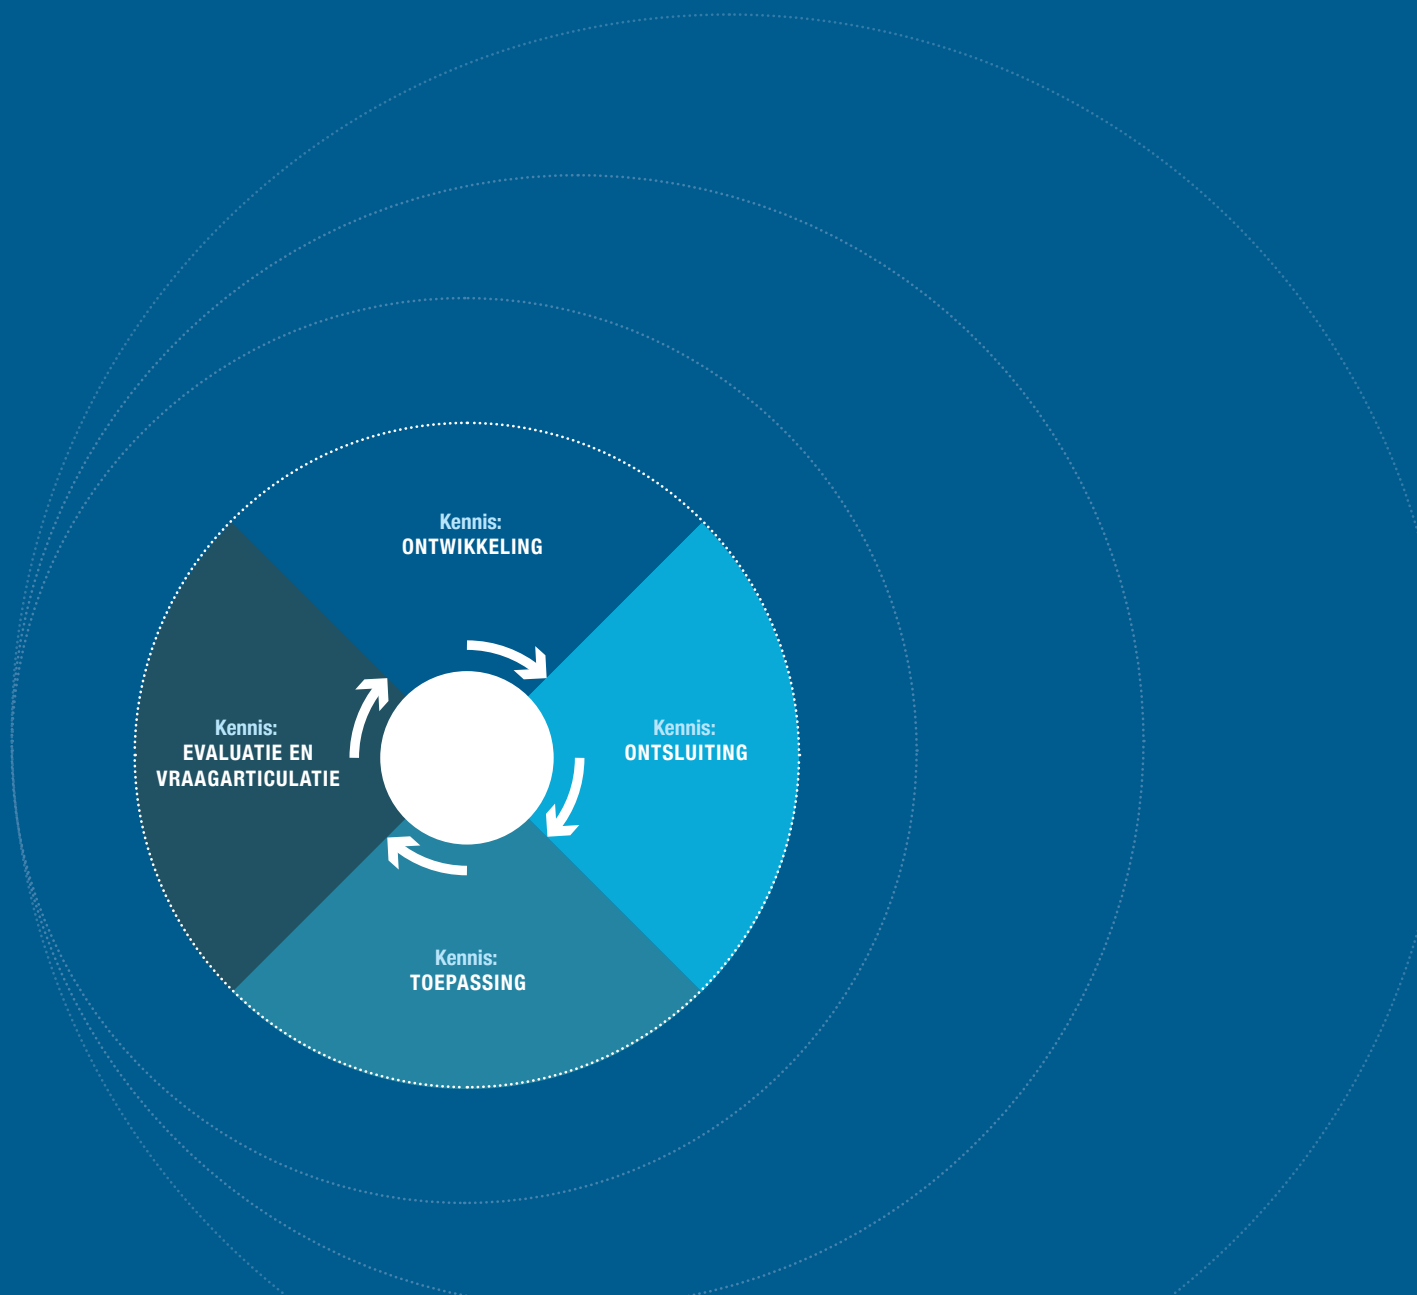 Kennis:
ONTWIKKELING
Kennis:
ONTSLUITING
Kennis:
TOEPASSING
Kennis:
EVALUATIE EN
VRAAGARTICULATIE